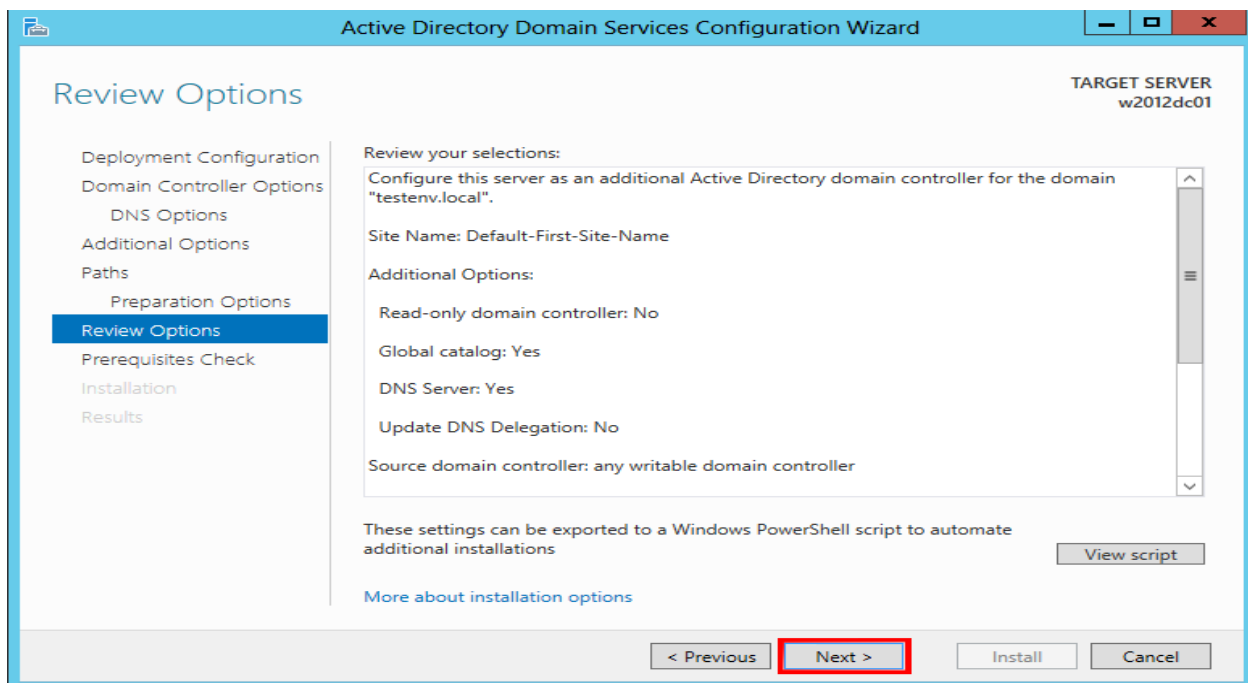 Active Directory Domain Services Configuration Wizard
Review Options
TARGET SERVER
w2012dc01
Deployment Configuration
Domain Controller Options
DNS Options
Additional Options
Paths
Preparation Options
Review Options
Prerequisites Check
Installation
Results
Review your selections:
Configure this server as an additional Active Directory domain controller for the domain
"testenv.local".
Site Name: Default-First-Site-Name
Additional Options:
Read-only domain controller: No
Global catalog: Yes
DNS Server: Yes
Update DNS Delegation: No
Source domain controller: any writable domain controller
These settings can be exported to a Windows PowerShell script to automate
additional installations
View script
More about installation options
< Previous
Next >
Install
Cancel